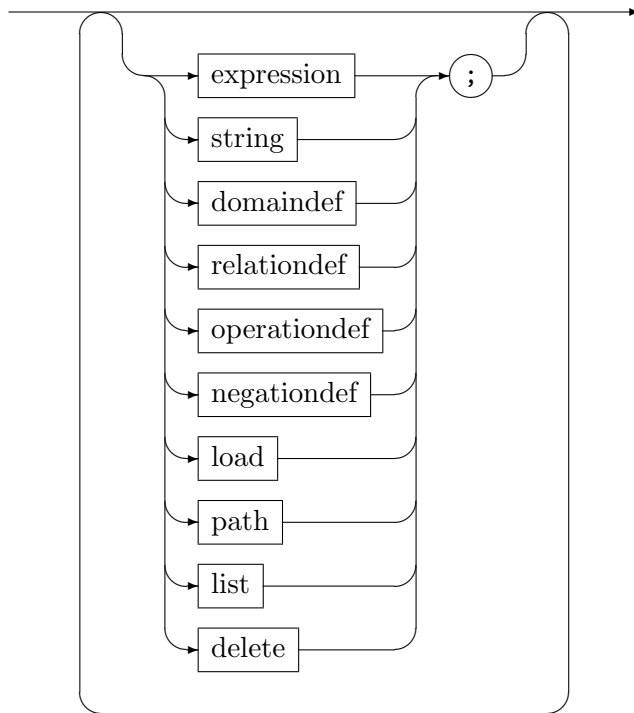 expression ;
string
domaindef
relationdef
operationdef
negationdef
load
path
list
delete